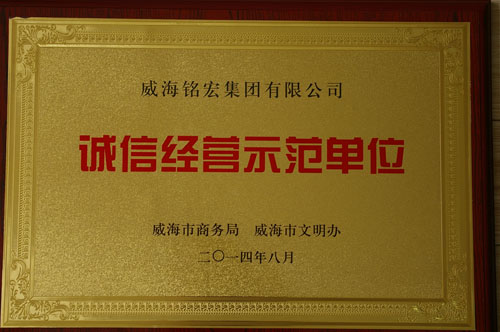 威海铭宏集团有限公司
诚信经营示范单位
威海市商务局 威海市文明办
二〇一四年八月